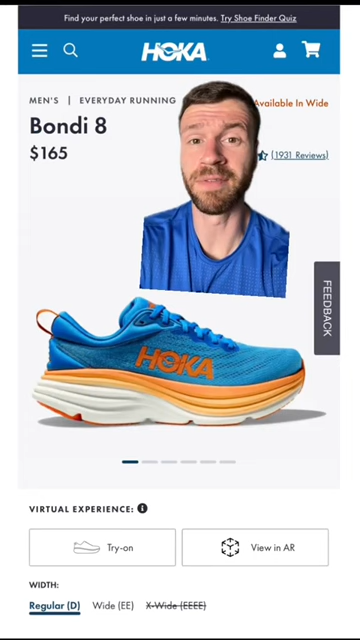 Find your perfect shoe in just a few minutes. Try Shoe Finder Quiz
HOKA
MEN'S | EVERYDAY RUNNING
Available In Wide
Bondi 8
$165
(1931 Reviews)
HOKA
FEEDBACK
VIRTUAL EXPERIENCE:
Try-on
View in AR
WIDTH:
Regular (D) Wide (EE) X-Wide (EEEE)